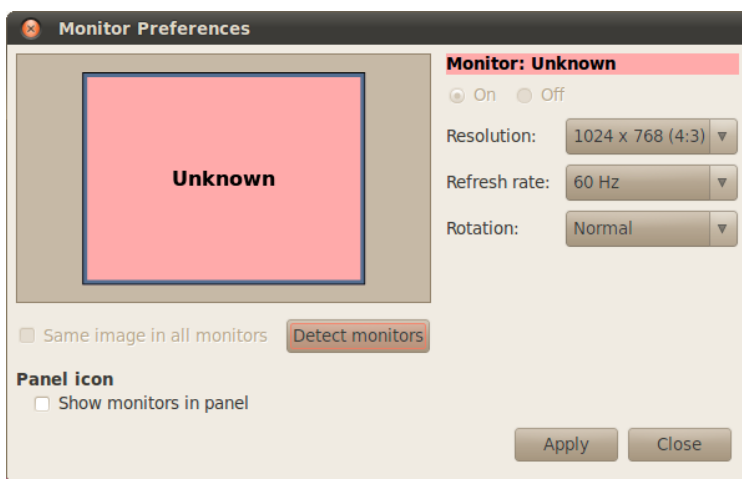 Monitor Preferences
Unknown
Monitor: Unknown
On Off
Resolution: 1024 x 768 (4:3)
Refresh rate: 60 Hz
Rotation: Normal
Same image in all monitors Detect monitors
Panel icon
Show monitors in panel
Apply Close